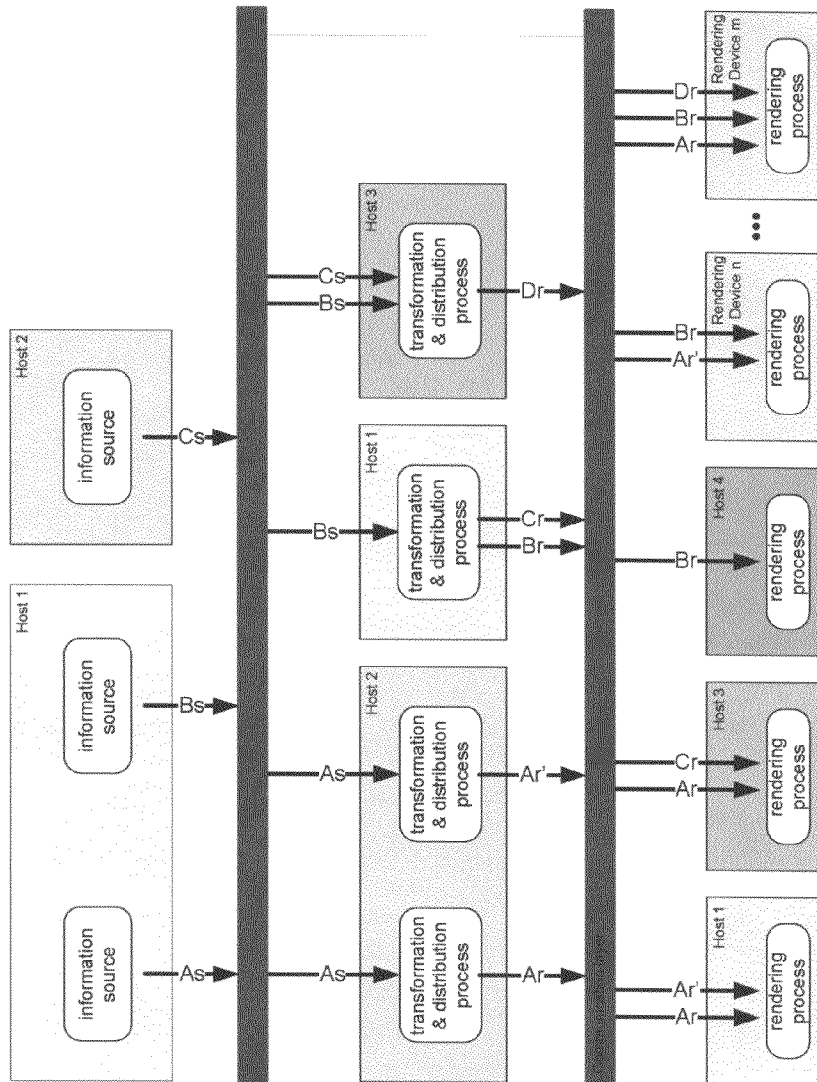 Host 1
information
source
As
information
source
Bs
Host 2
information
source
Cs
As
As
Bs
Bs
Cs
Host 2
transformation
& distribution
process
Ar
transformation
& distribution
process
Ar'
Host 1
transformation
& distribution
process
Br
Cr
Host 3
transformation
& distribution
process
Dr
Ar
Ar'
Host 1
rendering
process
Ar
Cr
Host 3
rendering
process
Br
Host 4
rendering
process
Ar'
Br
Rendering
Device n
rendering
process
...
Ar
Br
Dr
Rendering
Device m
rendering
process